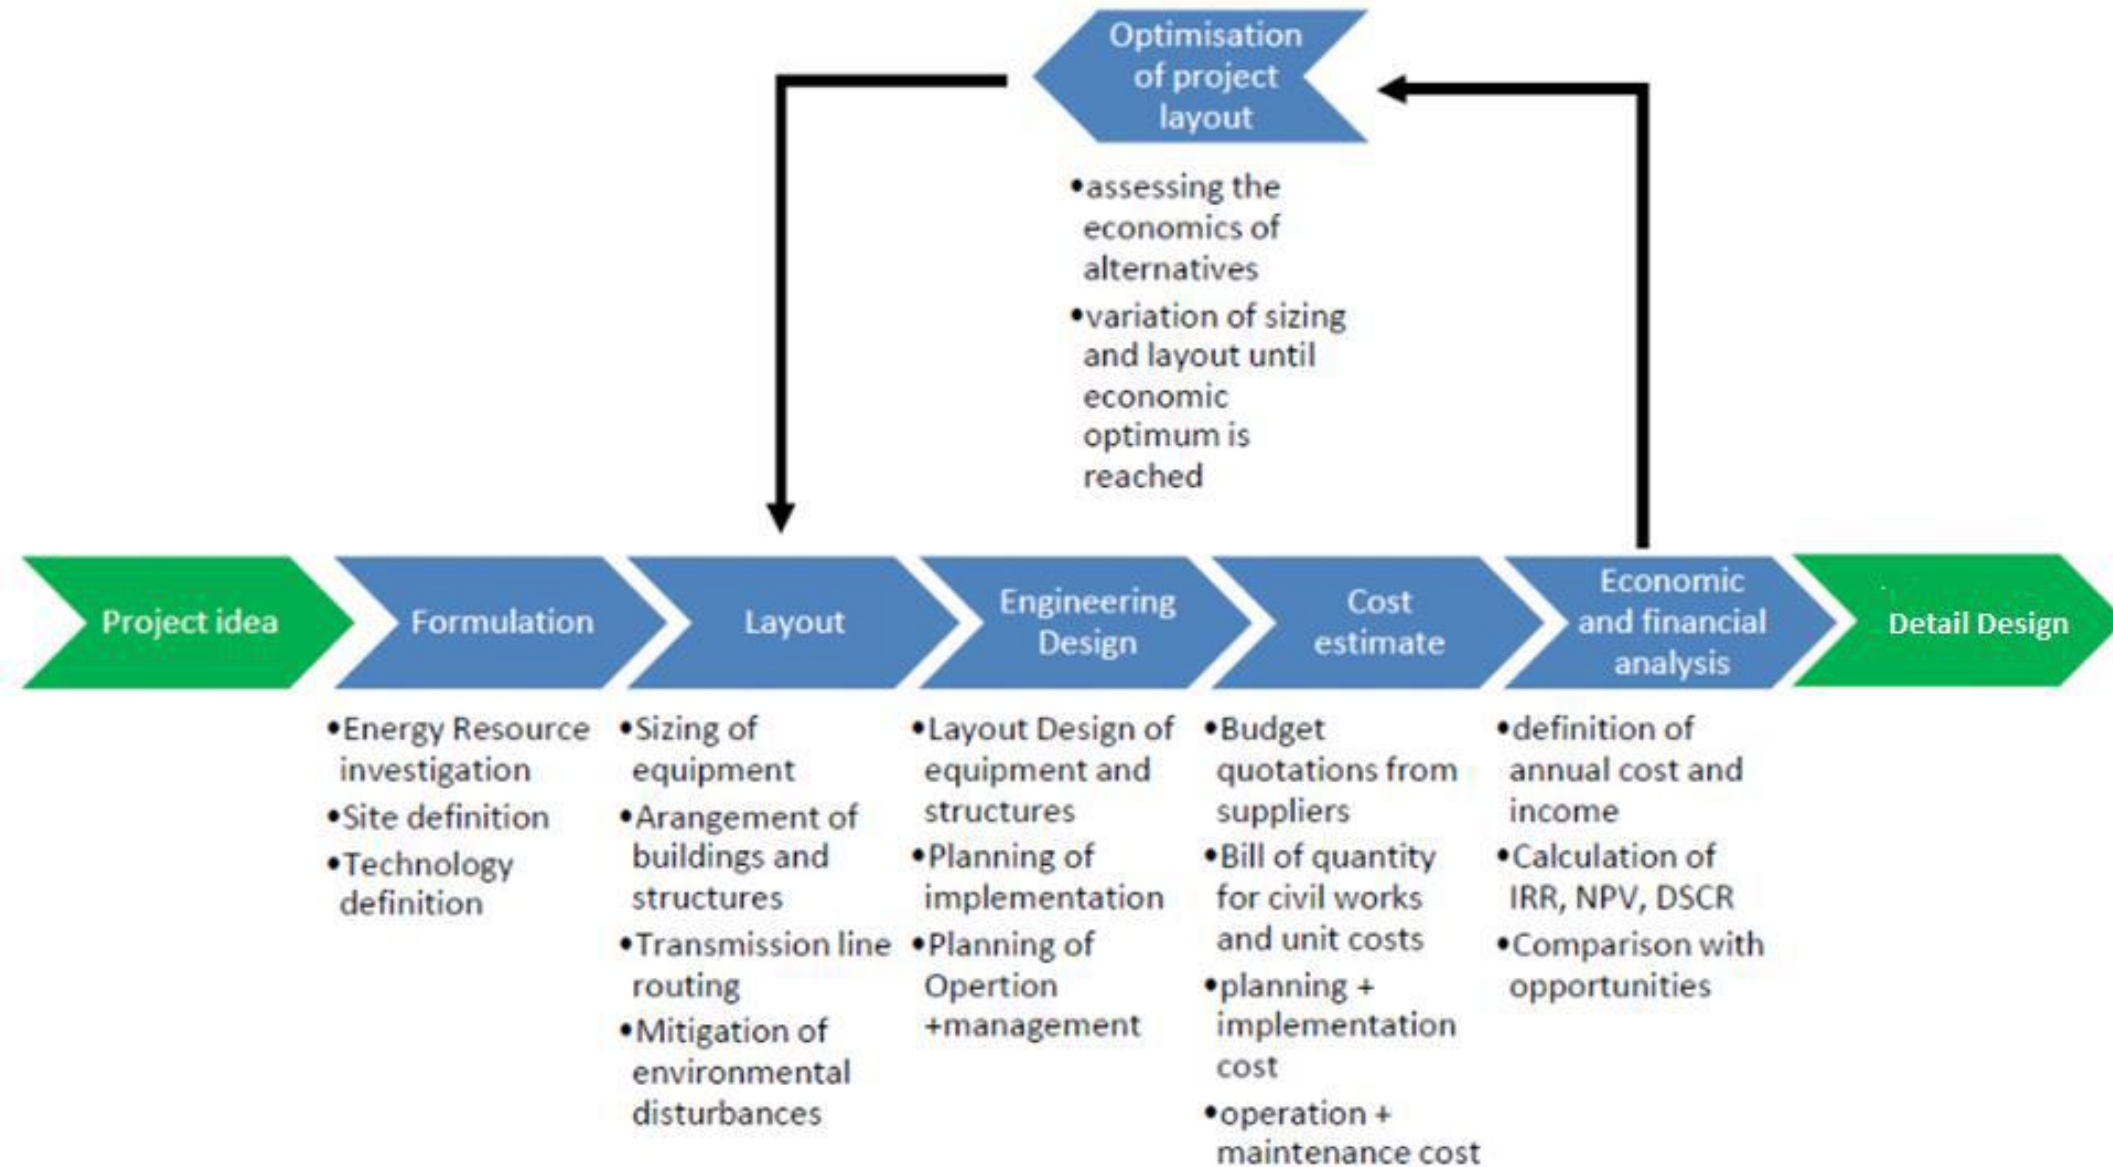 Optimisation
of project
layout
•assessing the
economics of
alternatives
•variation of sizing
and layout until
economic
optimum is
reached
Project idea
Formulation
Layout
Engineering
Design
Cost
estimate
Economic
and financial
analysis
Detail Design
•Energy Resource
investigation
•Site definition
•Technology
definition
•Sizing of
equipment
•Arangement of
buildings and
structures
•Transmission line
routing
•Mitigation of
environmental
disturbances
•Layout Design of
equipment and
structures
•Planning of
implementation
•Planning of
Opertion
+management
•Budget
quotations from
suppliers
•Bill of quantity
for civil works
and unit costs
•planning +
implementation
cost
•operation +
maintenance cost
•definition of
annual cost and
income
•Calculation of
IRR, NPV, DSCR
•Comparison with
opportunities